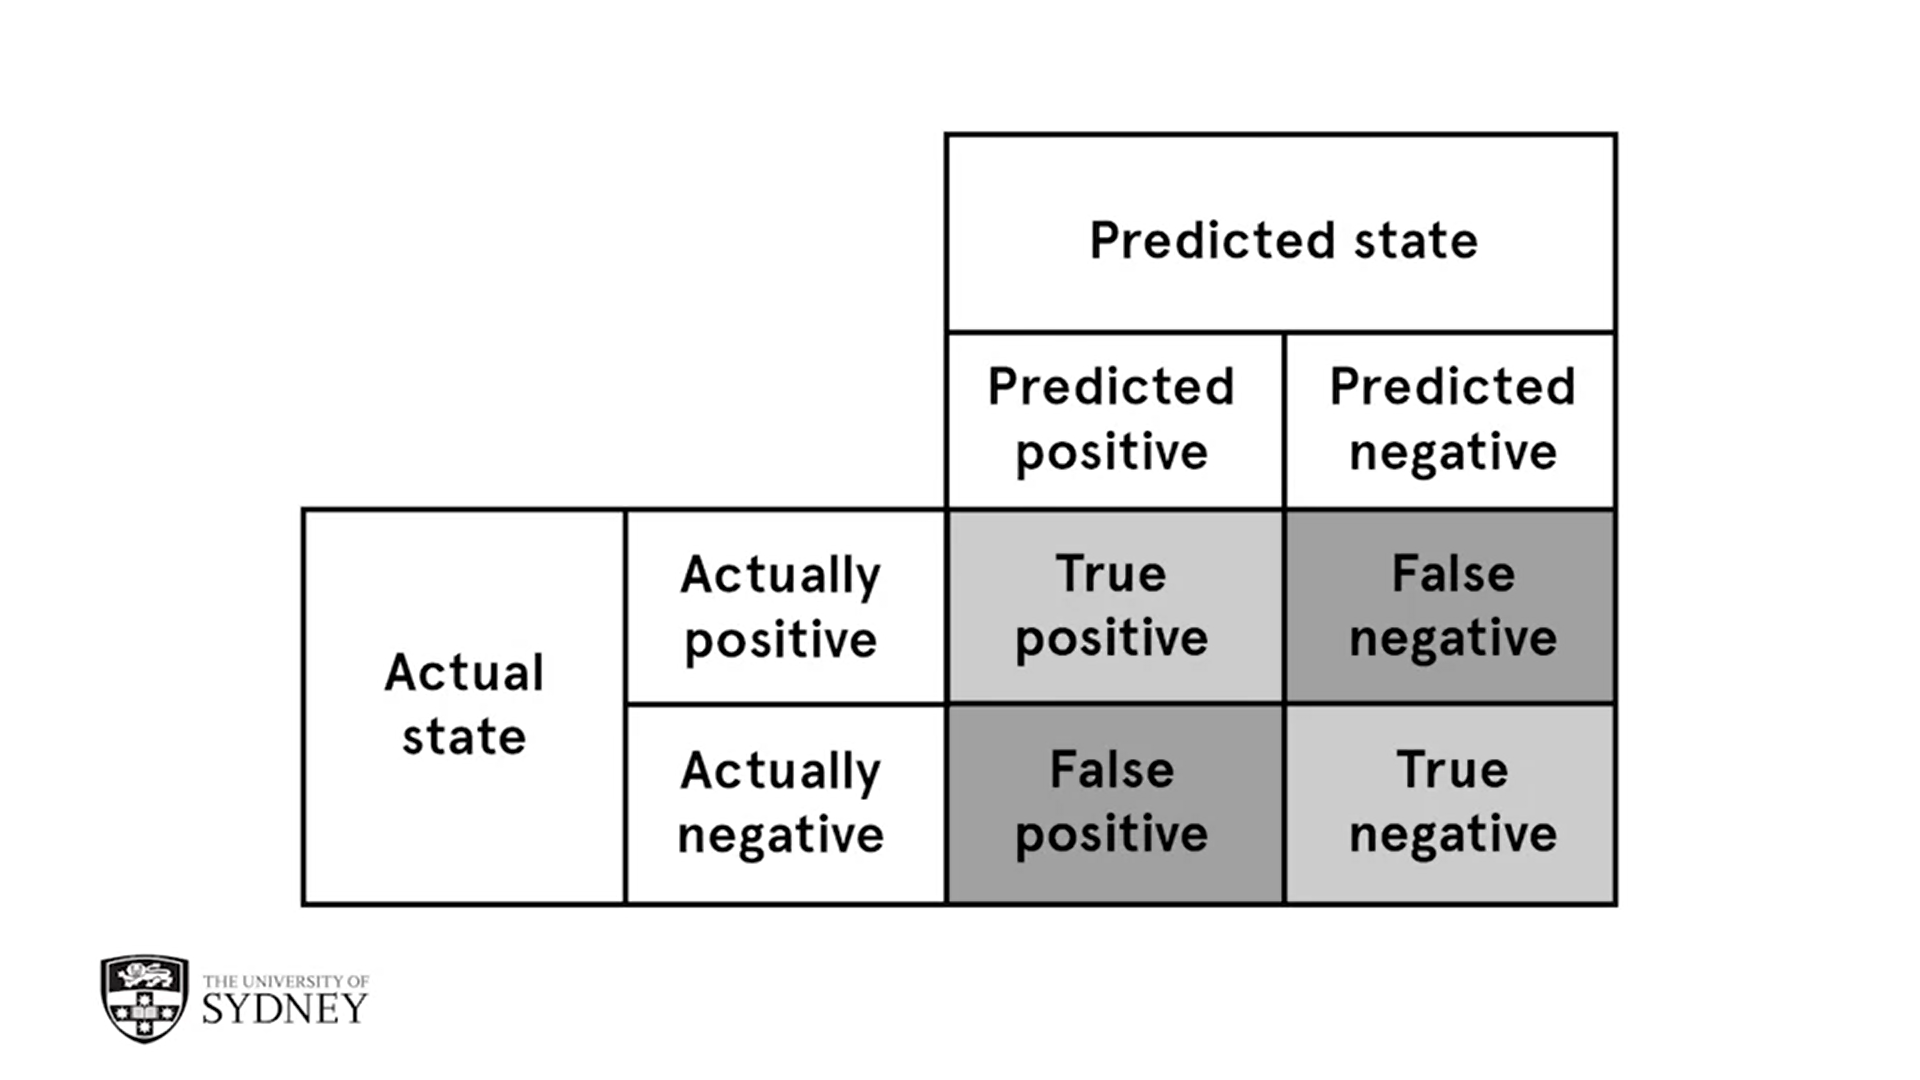 Predicted state
Predicted
positive
Predicted
negative
Actual
state
Actually
positive
True
positive
False
negative
Actually
negative
False
positive
True
negative
THE UNIVERSITY OF
SYDNEY